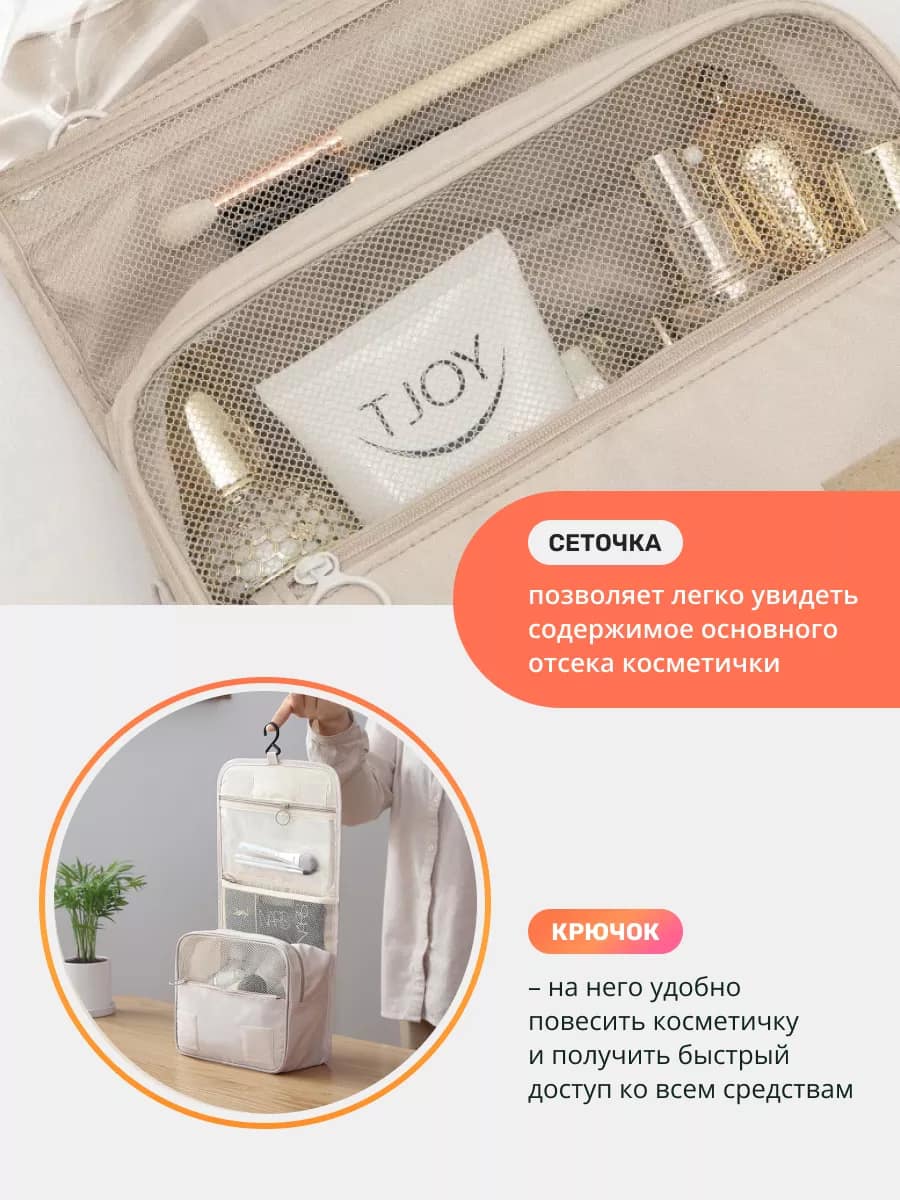 TJOY
СЕТОЧКА
позволяет легко увидеть
содержимое основного
отсека косметички
КРЮЧОК
– на него удобно
повесить косметичку
и получить быстрый
доступ ко всем средствам